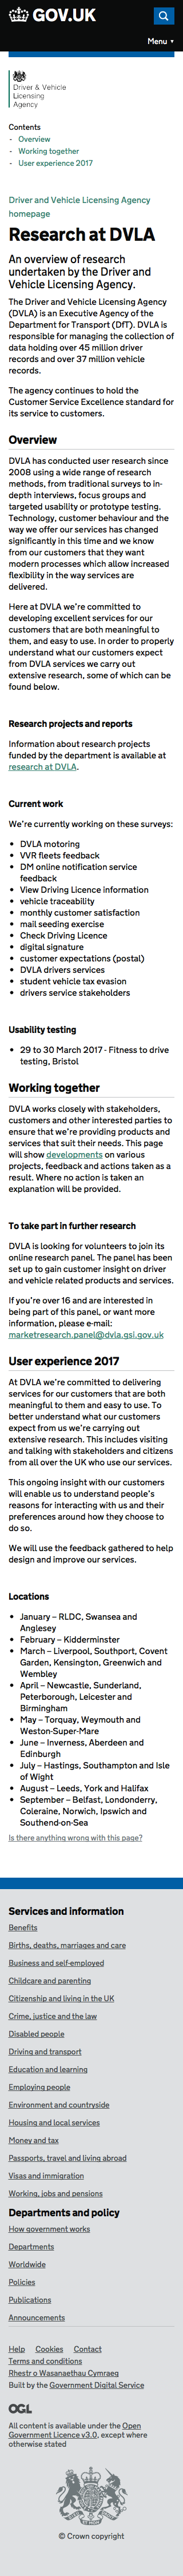 GOV.UK
Menu ▼
Driver & Vehicle
Licensing
Agency
Contents
Overview
Working together
User experience 2017
Driver and Vehicle Licensing Agency
homepage
Research at DVLA
An overview of research
undertaken by the Driver and
Vehicle Licensing Agency.
The Driver and Vehicle Licensing Agency
(DVLA) is an Executive Agency of the
Department for Transport (DfT). DVLA is
responsible for managing the collection of
data holding over 45 million driver
records and over 37 million vehicle
records.
The agency continues to hold the
Customer Service Excellence standard for
its service to customers.
Overview
DVLA has conducted user research since
2008 using a wide range of research
methods, from traditional surveys to in-
depth interviews, focus groups and
targeted usability or prototype testing.
Technology, customer behaviour and the
way we offer our services has changed
significantly in this time and we know
from our customers that they want
modern processes which allow increased
flexibility in the way services are
delivered.
Here at DVLA we're committed to
developing excellent services for our
customers that are both meaningful to
them, and easy to use. In order to properly
understand what our customers expect
from DVLA services we carry out
extensive research, some of which can be
found below.
Research projects and reports
Information about research projects
funded by the department is available at
research at DVLA.
Current work
We're currently working on these surveys:
• DVLA motoring
• VVR fleets feedback
• DM online notification service
feedback
• View Driving Licence information
• vehicle traceability
• monthly customer satisfaction
• mail seeding exercise
• Check Driving Licence
• digital signature
• customer expectations (postal)
• DVLA drivers services
• student vehicle tax evasion
• drivers service stakeholders
Usability testing
• 29 to 30 March 2017 - Fitness to drive
testing, Bristol
Working together
DVLA works closely with stakeholders,
customers and other interested parties to
ensure that we're providing products and
services that suit their needs. This page
will show developments on various
projects, feedback and actions taken as a
result. Where no action is taken an
explanation will be provided.
To take part in further research
DVLA is looking for volunteers to join its
online research panel. The panel has been
set up to gain customer insight on driver
and vehicle related products and services.
If you're over 16 and are interested in
being part of this panel, or want more
information, please e-mail:
marketresearch.panel@dvla.gsi.gov.uk
User experience 2017
At DVLA we're committed to delivering
services for our customers that are both
meaningful to them and easy to use. To
better understand what our customers
expect from us we're carrying out
extensive research. This includes visiting
and talking with stakeholders and citizens
from all over the UK who use our services.
This ongoing insight with our customers
will enable us to understand people's
reasons for interacting with us and their
preferences around how they choose to
do so.
We will use the feedback gathered to help
design and improve our services.
Locations
• January – RLDC, Swansea and
Anglesey
• February – Kidderminster
• March – Liverpool, Southport, Covent
Garden, Kensington, Greenwich and
Wembley
• April – Newcastle, Sunderland,
Peterborough, Leicester and
Birmingham
• May – Torquay, Weymouth and
Weston-Super-Mare
• June – Inverness, Aberdeen and
Edinburgh
• July – Hastings, Southampton and Isle
of Wight
• August – Leeds, York and Halifax
• September – Belfast, Londonderry,
Coleraine, Norwich, Ipswich and
Southend-on-Sea
Is there anything wrong with this page?
Services and information
Benefits
Births, deaths, marriages and care
Business and self-employed
Childcare and parenting
Citizenship and living in the UK
Crime, justice and the law
Disabled people
Driving and transport
Education and learning
Employing people
Environment and countryside
Housing and local services
Money and tax
Passports, travel and living abroad
Visas and immigration
Working, jobs and pensions
Departments and policy
How government works
Departments
Worldwide
Policies
Publications
Announcements
Help Cookies Contact
Terms and conditions
Rhestr o Wasanaethau Cymraeg
Built by the Government Digital Service
OGL
All content is available under the Open
Government Licence v3.0, except where
otherwise stated
© Crown copyright